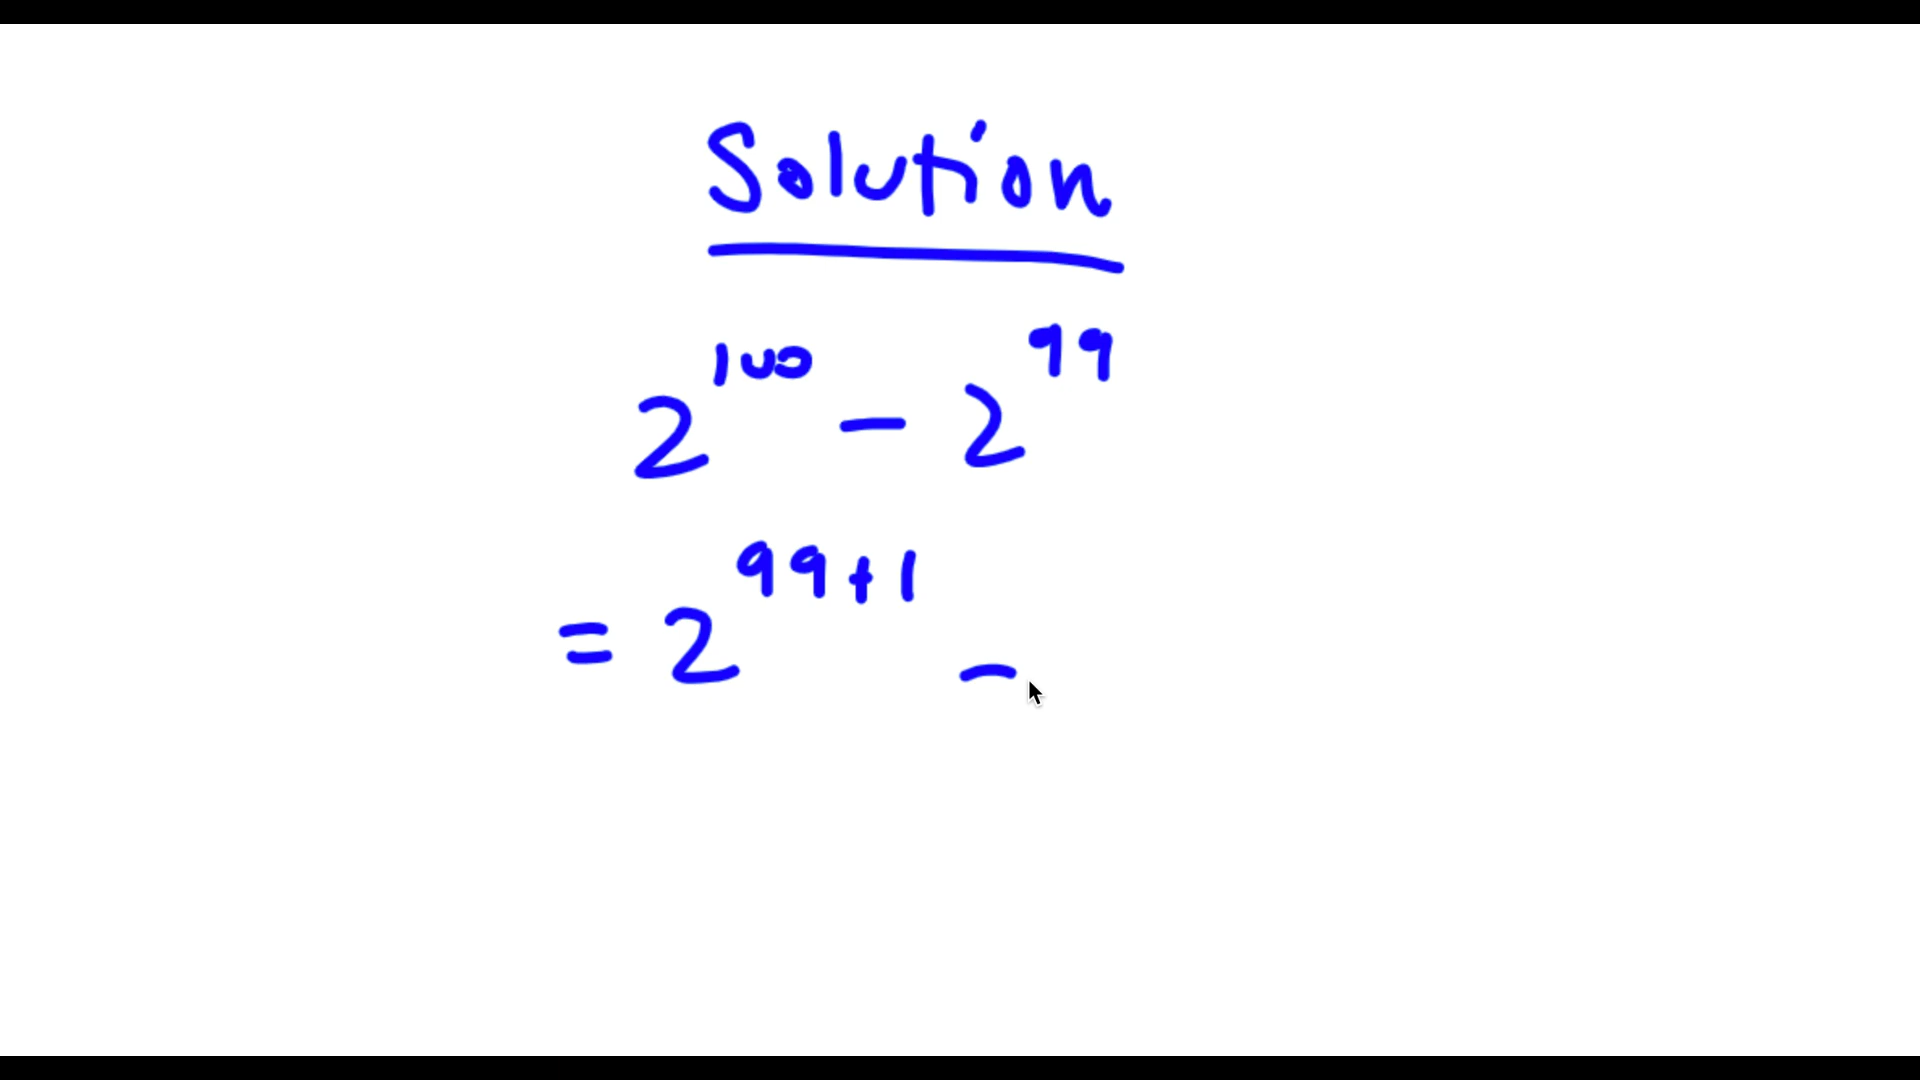 Solution
2^100 - 2^99
= 2^99+1 -